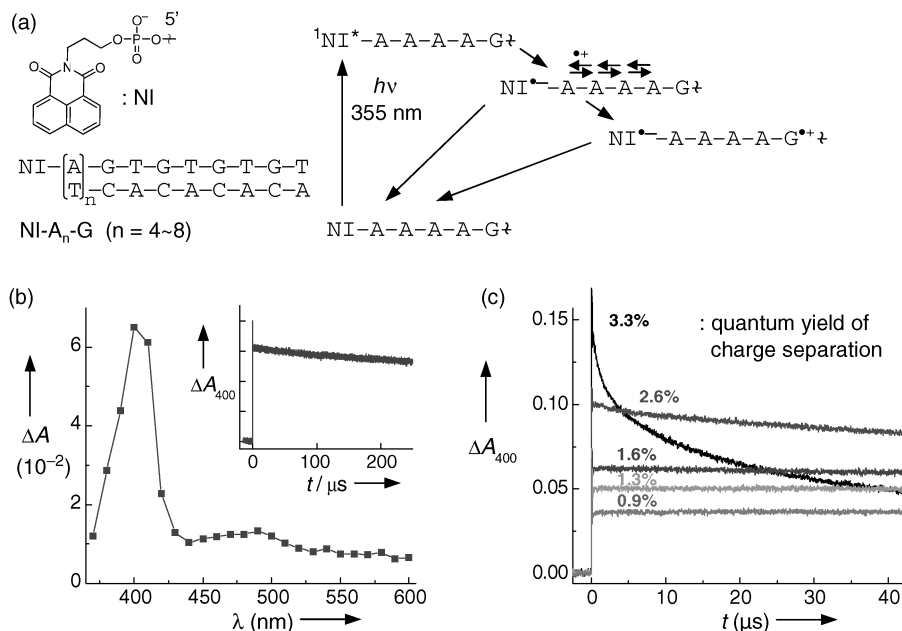 (a)
O O⁻ 5'
N O–P–O
O
O O
: NI
NI–A–G–T–G–T–G–T–G–T
T–C–A–C–A–C–A–C–A
n
NI-Aₙ-G (n = 4~8)
¹NI*–A–A–A–A–G
hν
355 nm
•+
NI•––A–A–A–A–G
NI•––A–A–A–A–G•+
NI–A–A–A–A–G
(b)
6
4
2
0
ΔA
(10⁻²)
400 450 500 550 600
λ (nm)
ΔA₄₀₀
0 100 200
t / μs
(c)
0.15
0.10
0.05
0.00
ΔA₄₀₀
3.3%
: quantum yield of
charge separation
2.6%
1.6%
1.3%
0.9%
0 10 20 30 40
t (μs)